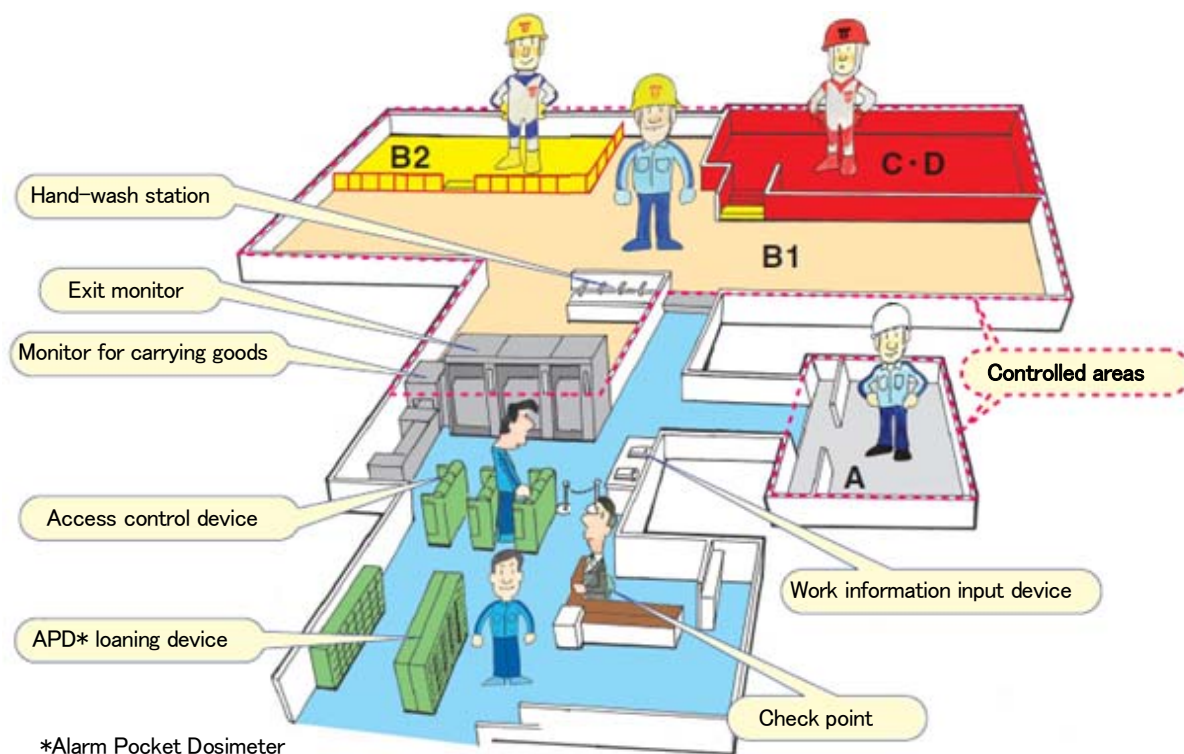 B2
C・D
Hand-wash station
B1
Exit monitor
Monitor for carrying goods
Controlled areas
A
Access control device
Work information input device
APD* loaning device
Check point
*Alarm Pocket Dosimeter